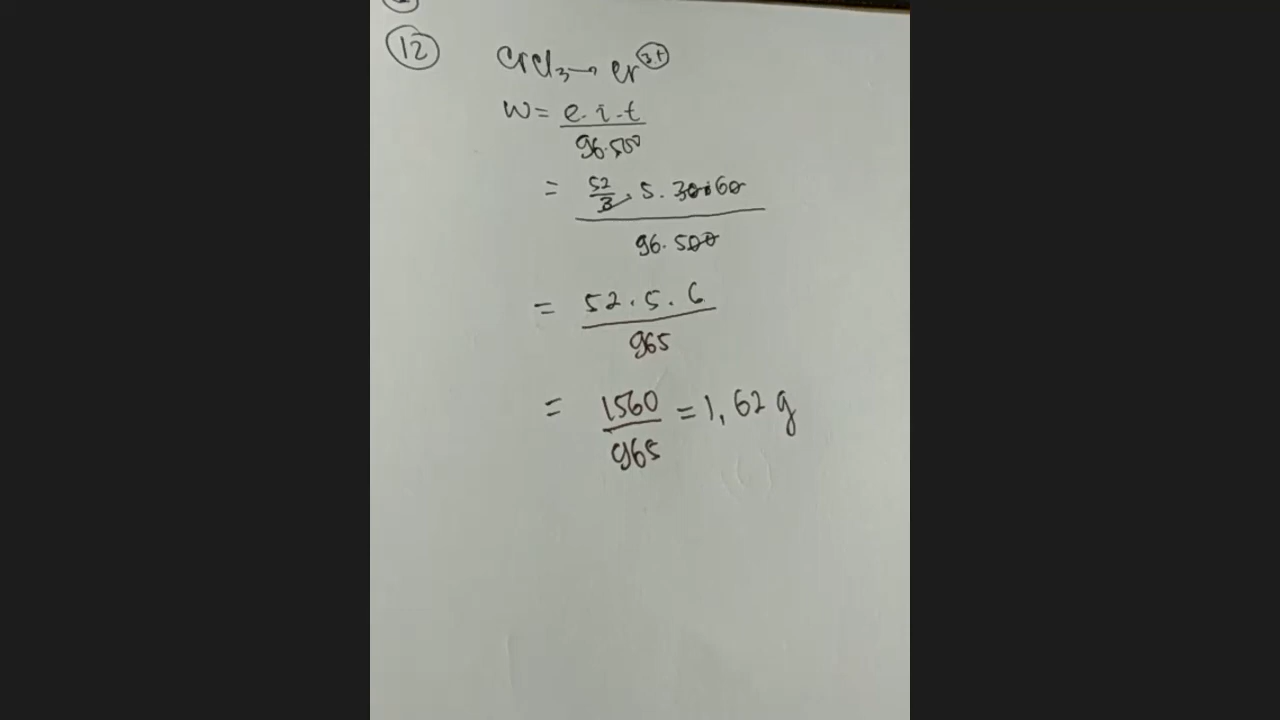 12
CrCl₃ → Cr³⁺
W = e.i.t / 96.500
= 52/3 . 5. 30.60 / 96.500
= 52.5.6 / 965
= 1560 / 965 = 1,62 g